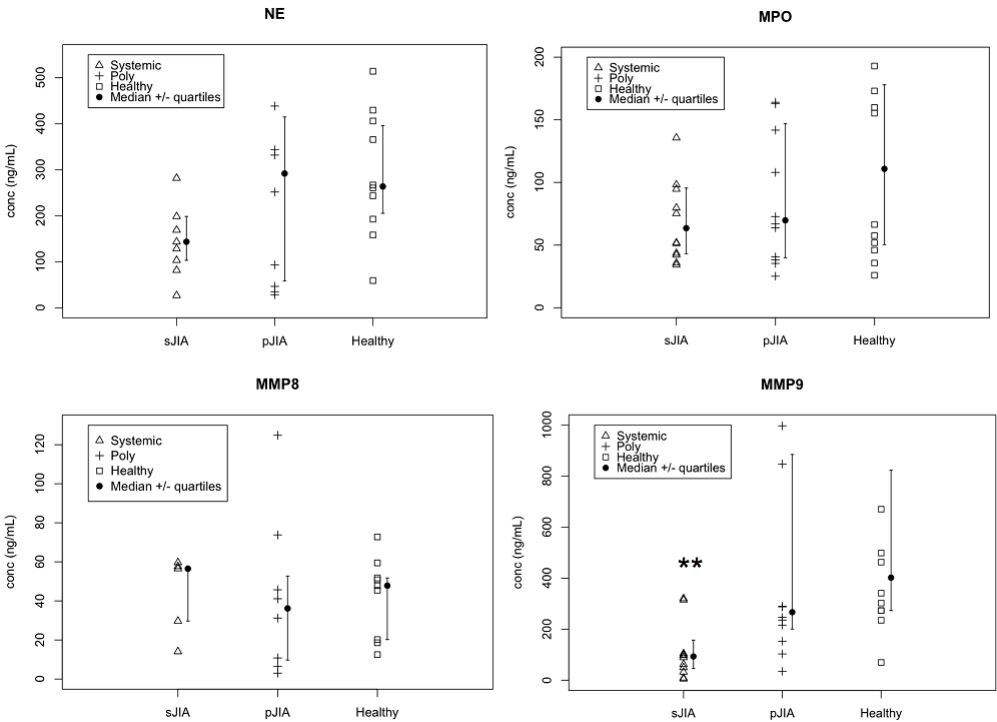 NE
Systemic
Poly
Healthy
Median +/- quartiles
conc (ng/mL)
500
400
300
200
100
0
sJIA pJIA Healthy
MPO
Systemic
Poly
Healthy
Median +/- quartiles
conc (ng/mL)
200
150
100
50
0
sJIA pJIA Healthy
MMP8
Systemic
Poly
Healthy
Median +/- quartiles
conc (ng/mL)
120
100
80
60
40
20
0
sJIA pJIA Healthy
MMP9
Systemic
Poly
Healthy
Median +/- quartiles
conc (ng/mL)
1000
800
600
400
200
0
**
sJIA pJIA Healthy